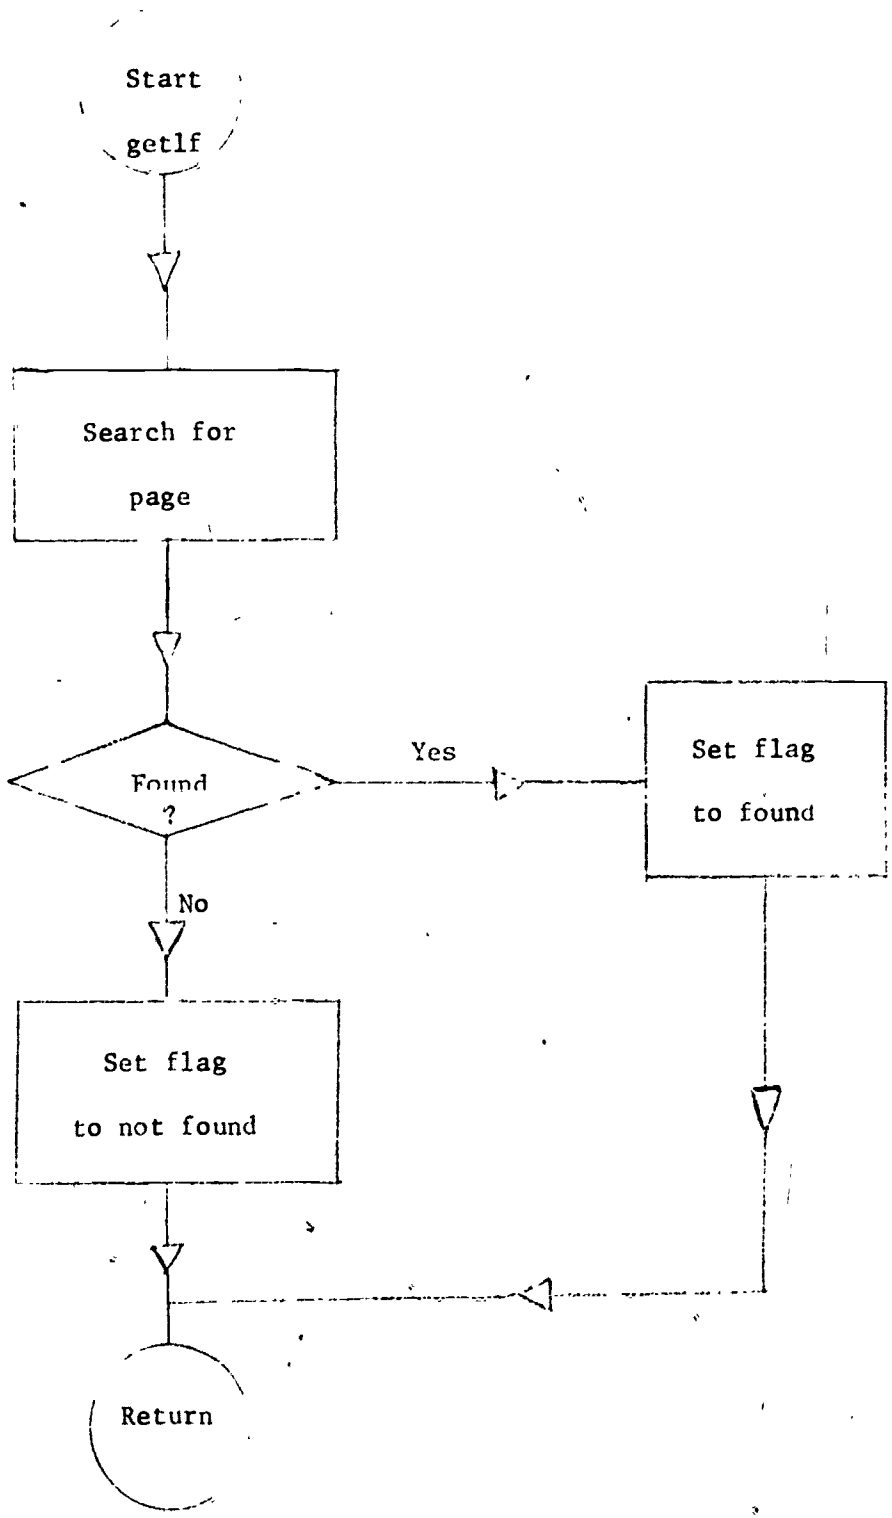 Start
getlf
Search for
page
Found
?
Yes
Set flag
to found
No
Set flag
to not found
Return